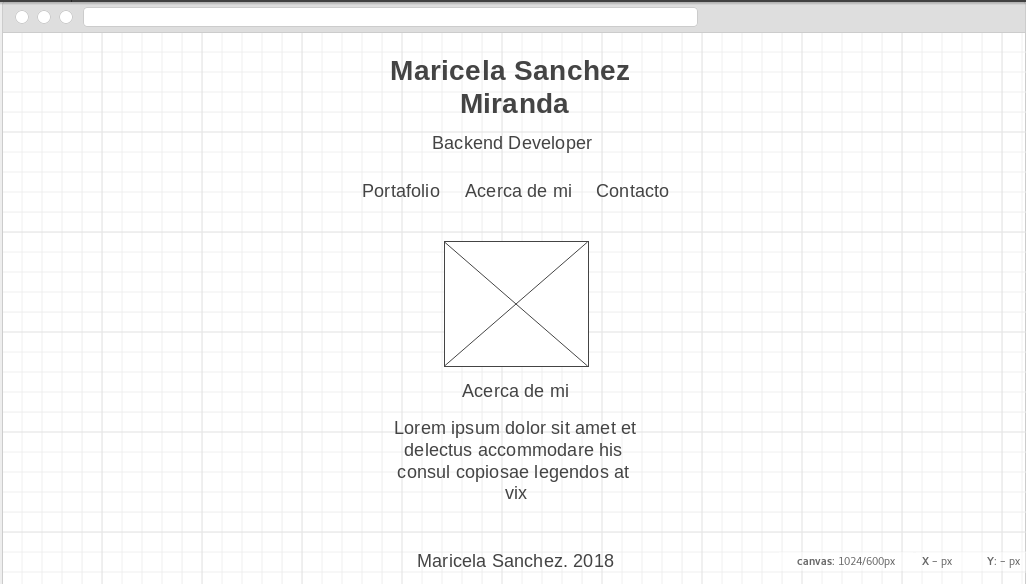 Maricela Sanchez
Miranda
Backend Developer
Portafolio Acerca de mi Contacto
Acerca de mi
Lorem ipsum dolor sit amet et
delectus accommodare his
consul copiosae legendos at
vix
Maricela Sanchez. 2018
canvas: 1024/600px X – px Y: – px